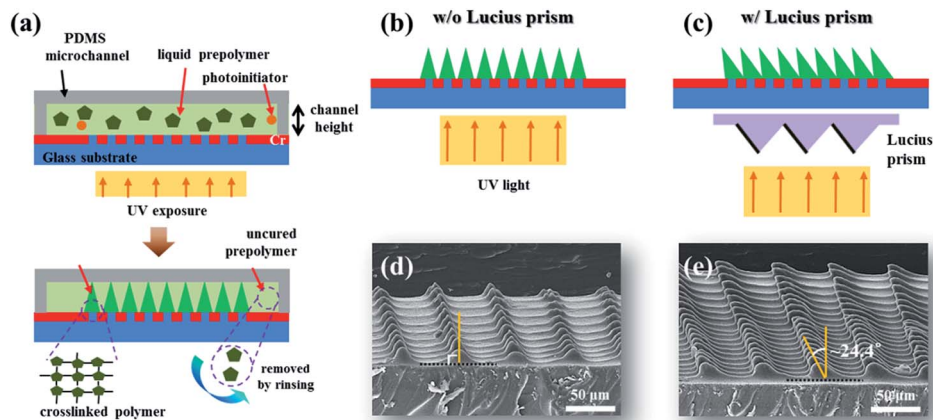 (a)
PDMS
microchannel
liquid prepolymer
photoinitiator
channel
height
Cr
Glass substrate
UV exposure
uncured
prepolymer
removed
by rinsing
crosslinked polymer
(b)
w/o Lucius prism
UV light
(c)
w/ Lucius prism
Lucius
prism
(d)
50 μm
(e)
~24.4°
50 μm